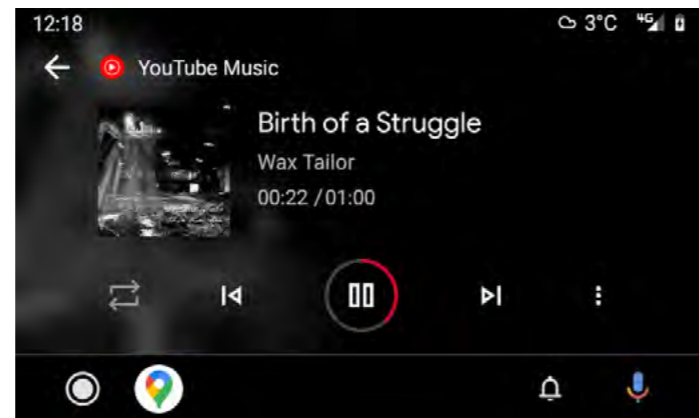 12:18 3°C 4G
YouTube Music
Birth of a Struggle
Wax Tailor
00:22 / 01:00